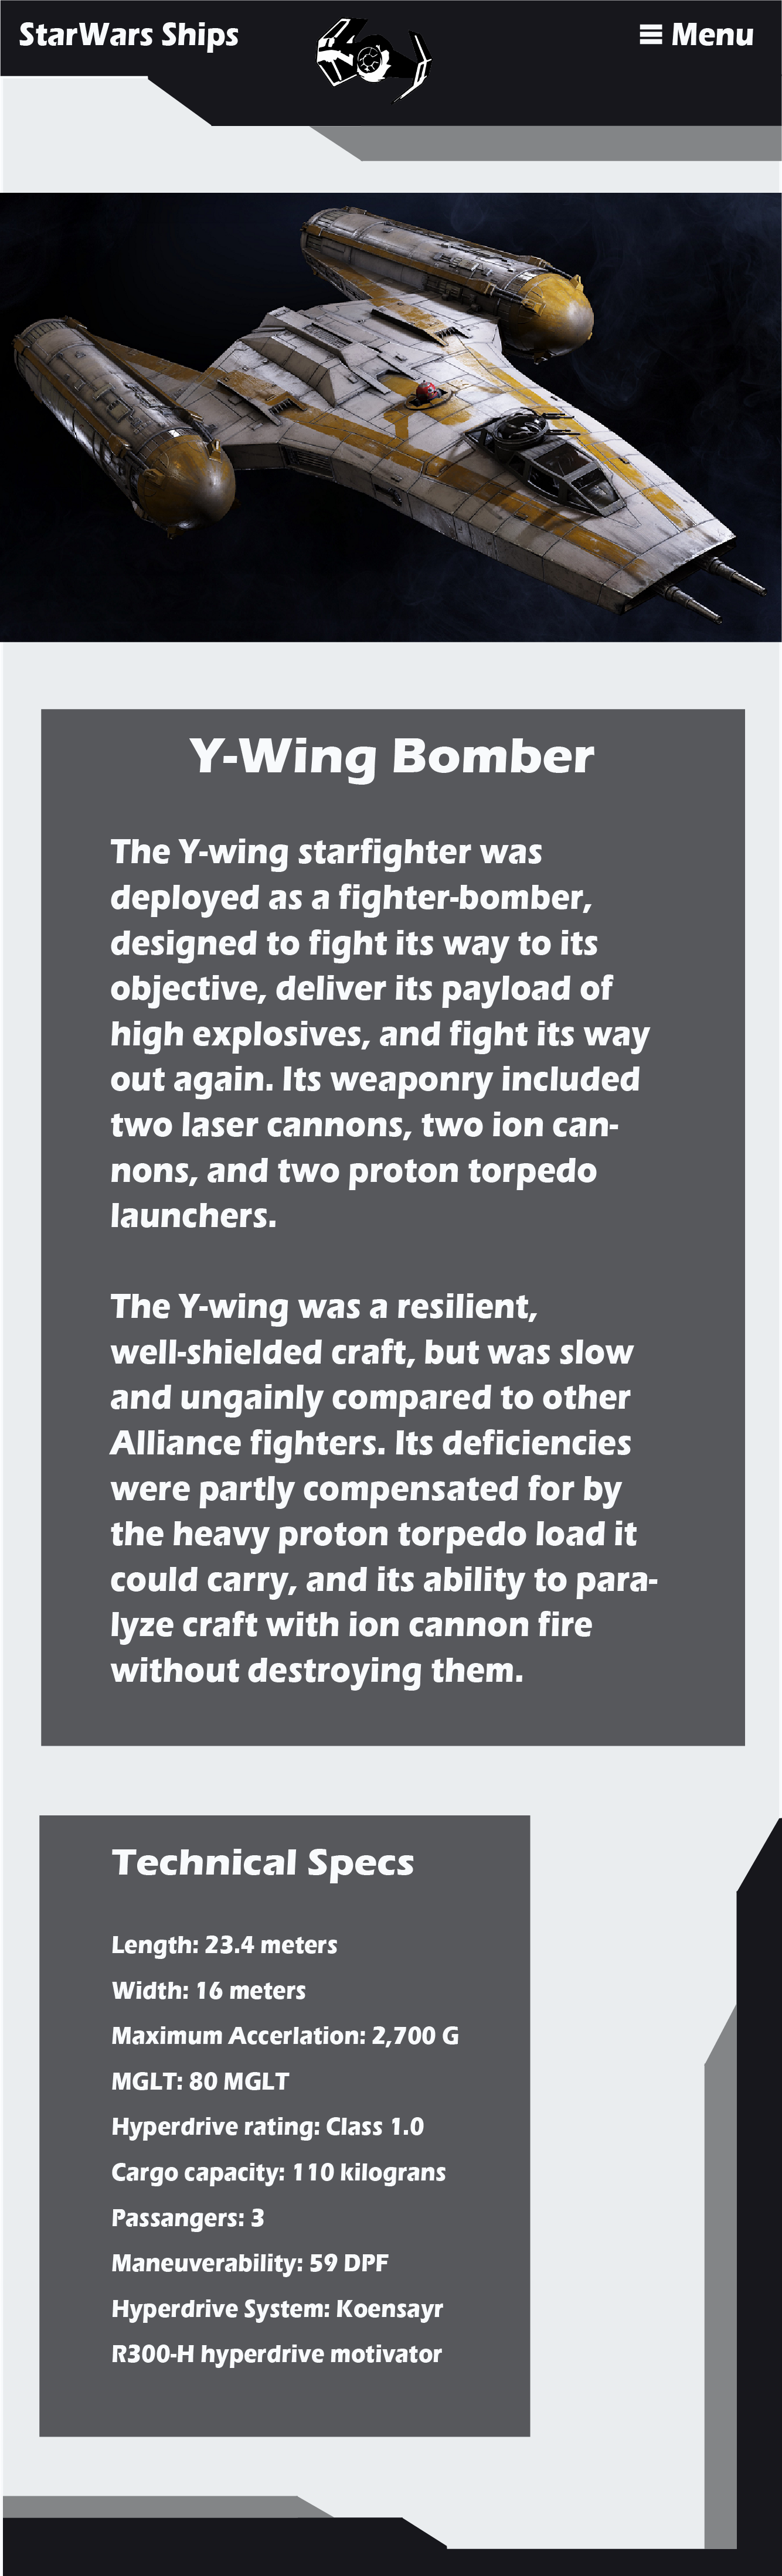 StarWars Ships
Menu
Y-Wing Bomber
The Y-wing starfighter was
deployed as a fighter-bomber,
designed to fight its way to its
objective, deliver its payload of
high explosives, and fight its way
out again. Its weaponry included
two laser cannons, two ion can-
nons, and two proton torpedo
launchers.
The Y-wing was a resilient,
well-shielded craft, but was slow
and ungainly compared to other
Alliance fighters. Its deficiencies
were partly compensated for by
the heavy proton torpedo load it
could carry, and its ability to para-
lyze craft with ion cannon fire
without destroying them.
Technical Specs
Length: 23.4 meters
Width: 16 meters
Maximum Accerlation: 2,700 G
MGLT: 80 MGLT
Hyperdrive rating: Class 1.0
Cargo capacity: 110 kilograns
Passangers: 3
Maneuverability: 59 DPF
Hyperdrive System: Koensayr
R300-H hyperdrive motivator